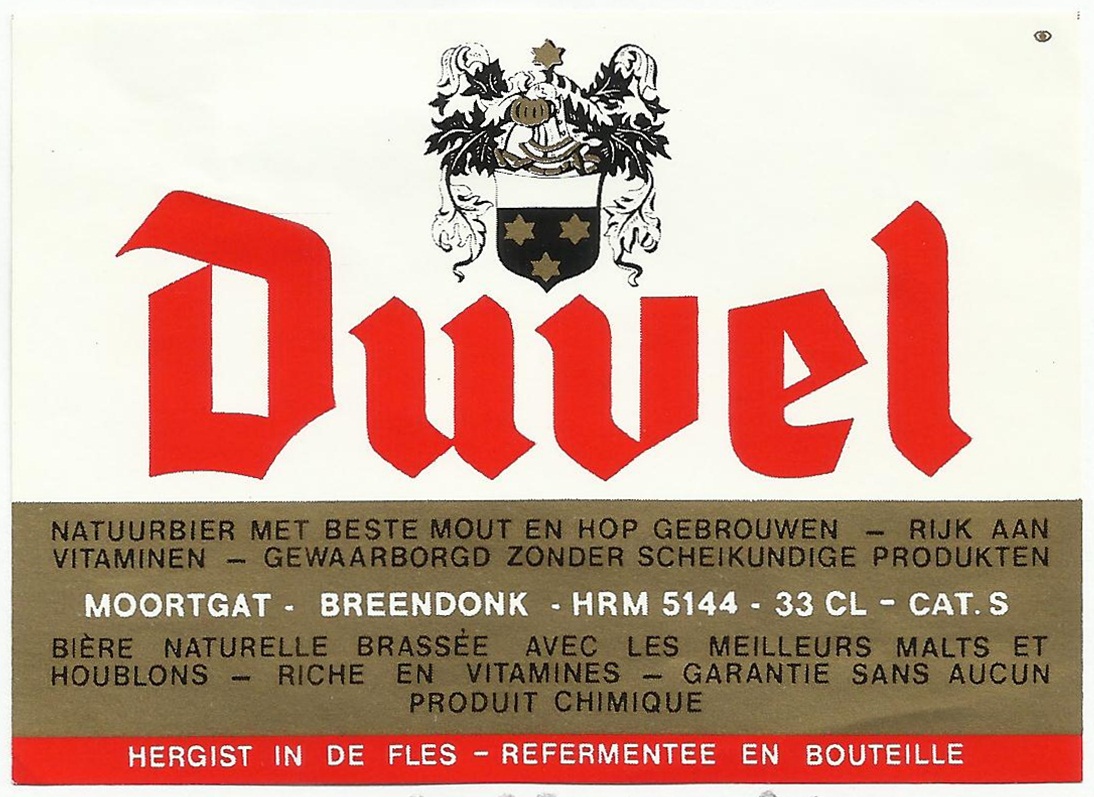 Duvel
NATUURBIER MET BESTE MOUT EN HOP GEBROUWEN — RIJK AAN
VITAMINEN — GEWAARBORGD ZONDER SCHEIKUNDIGE PRODUKTEN
MOORTGAT - BREENDONK - HRM 5144 - 33 CL - CAT. S
BIÈRE NATURELLE BRASSÉE AVEC LES MEILLEURS MALTS ET
HOUBLONS — RICHE EN VITAMINES — GARANTIE SANS AUCUN
PRODUIT CHIMIQUE
HERGIST IN DE FLES - REFERMENTEE EN BOUTEILLE